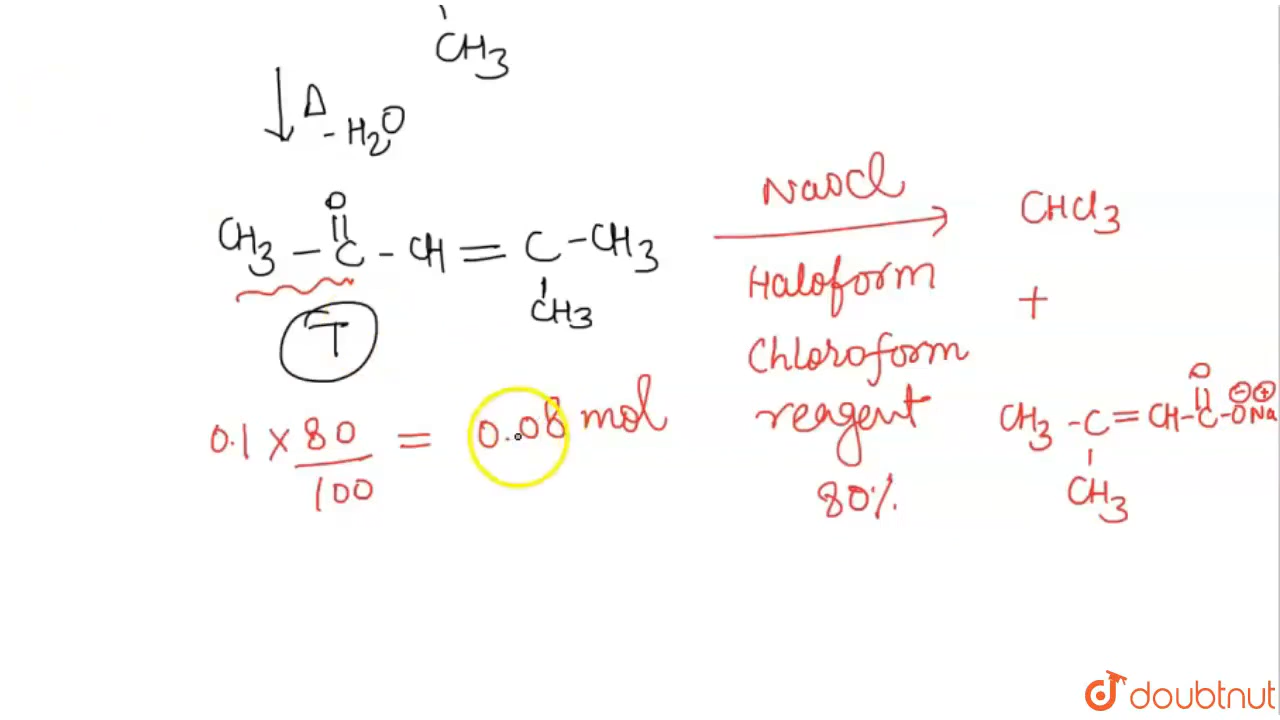 CH3
Δ
- H2O
O
CH3 – C – CH = C – CH3
CH3
T
0.1 × 80 / 100 = 0.08 mol
NaOCl
Haloform
Chloroform
reagent
80%
CHCl3
+
O ⊖ ⊕
CH3 – C = CH – C – ONa
CH3
doubtnut